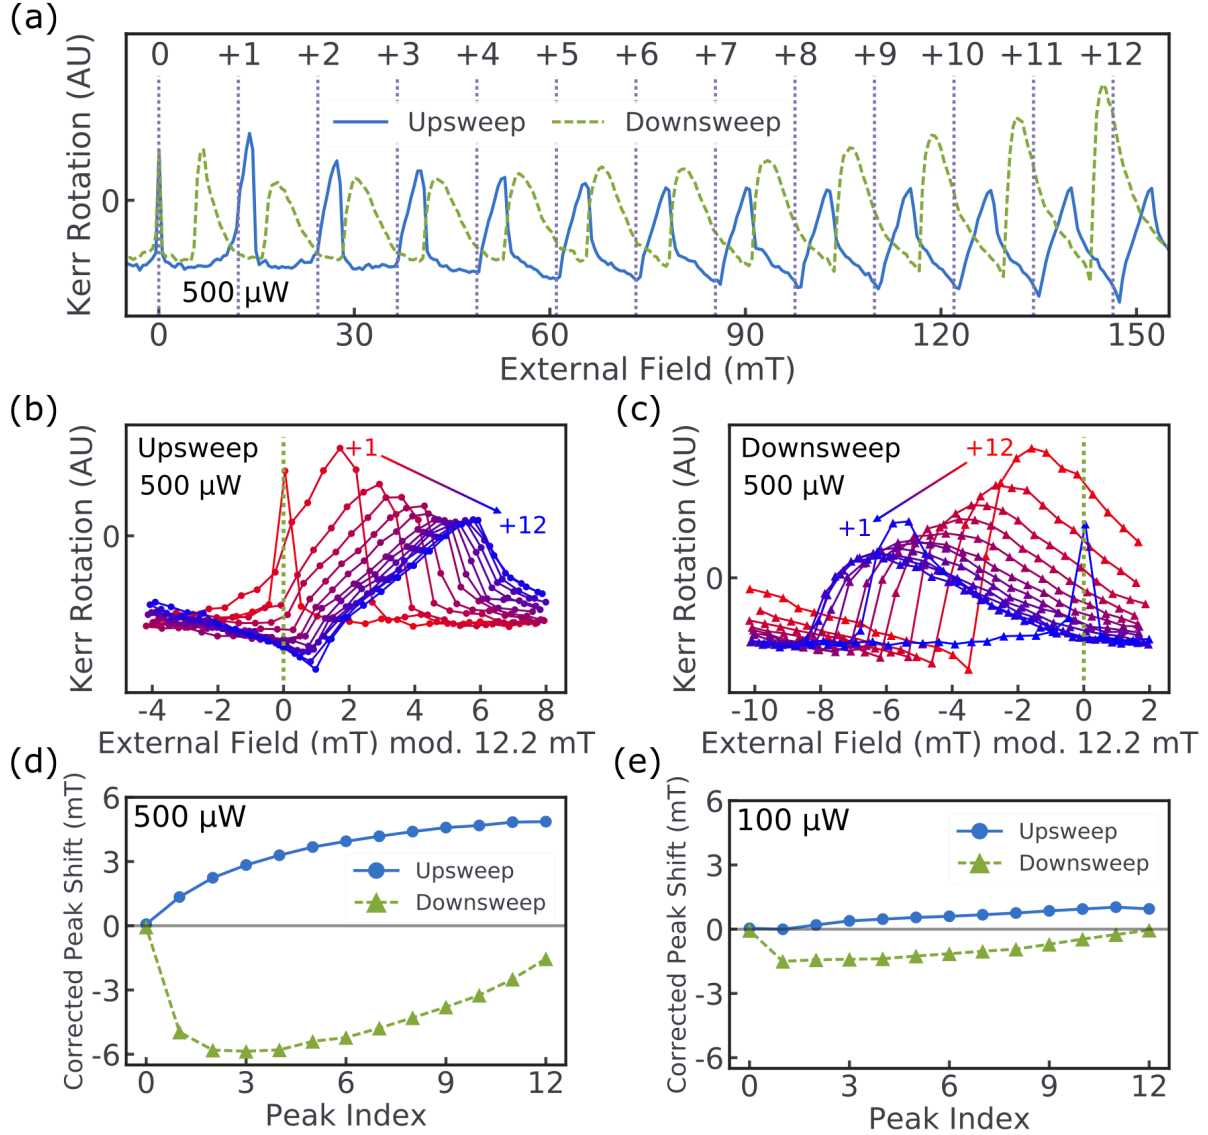 (a)
0 +1 +2 +3 +4 +5 +6 +7 +8 +9 +10 +11 +12
Kerr Rotation (AU)
Upsweep Downsweep
0
500 μW
0 30 60 90 120 150
External Field (mT)
(b)
Kerr Rotation (AU)
Upsweep
500 μW
+1
+12
0
-4 -2 0 2 4 6 8
External Field (mT) mod. 12.2 mT
(c)
Kerr Rotation (AU)
Downsweep
500 μW
+12
+1
0
-10 -8 -6 -4 -2 0 2
External Field (mT) mod. 12.2 mT
(d)
Corrected Peak Shift (mT)
500 μW
Upsweep
Downsweep
6
3
0
-3
-6
0 3 6 9 12
Peak Index
(e)
Corrected Peak Shift (mT)
100 μW
Upsweep
Downsweep
6
3
0
-3
-6
0 3 6 9 12
Peak Index